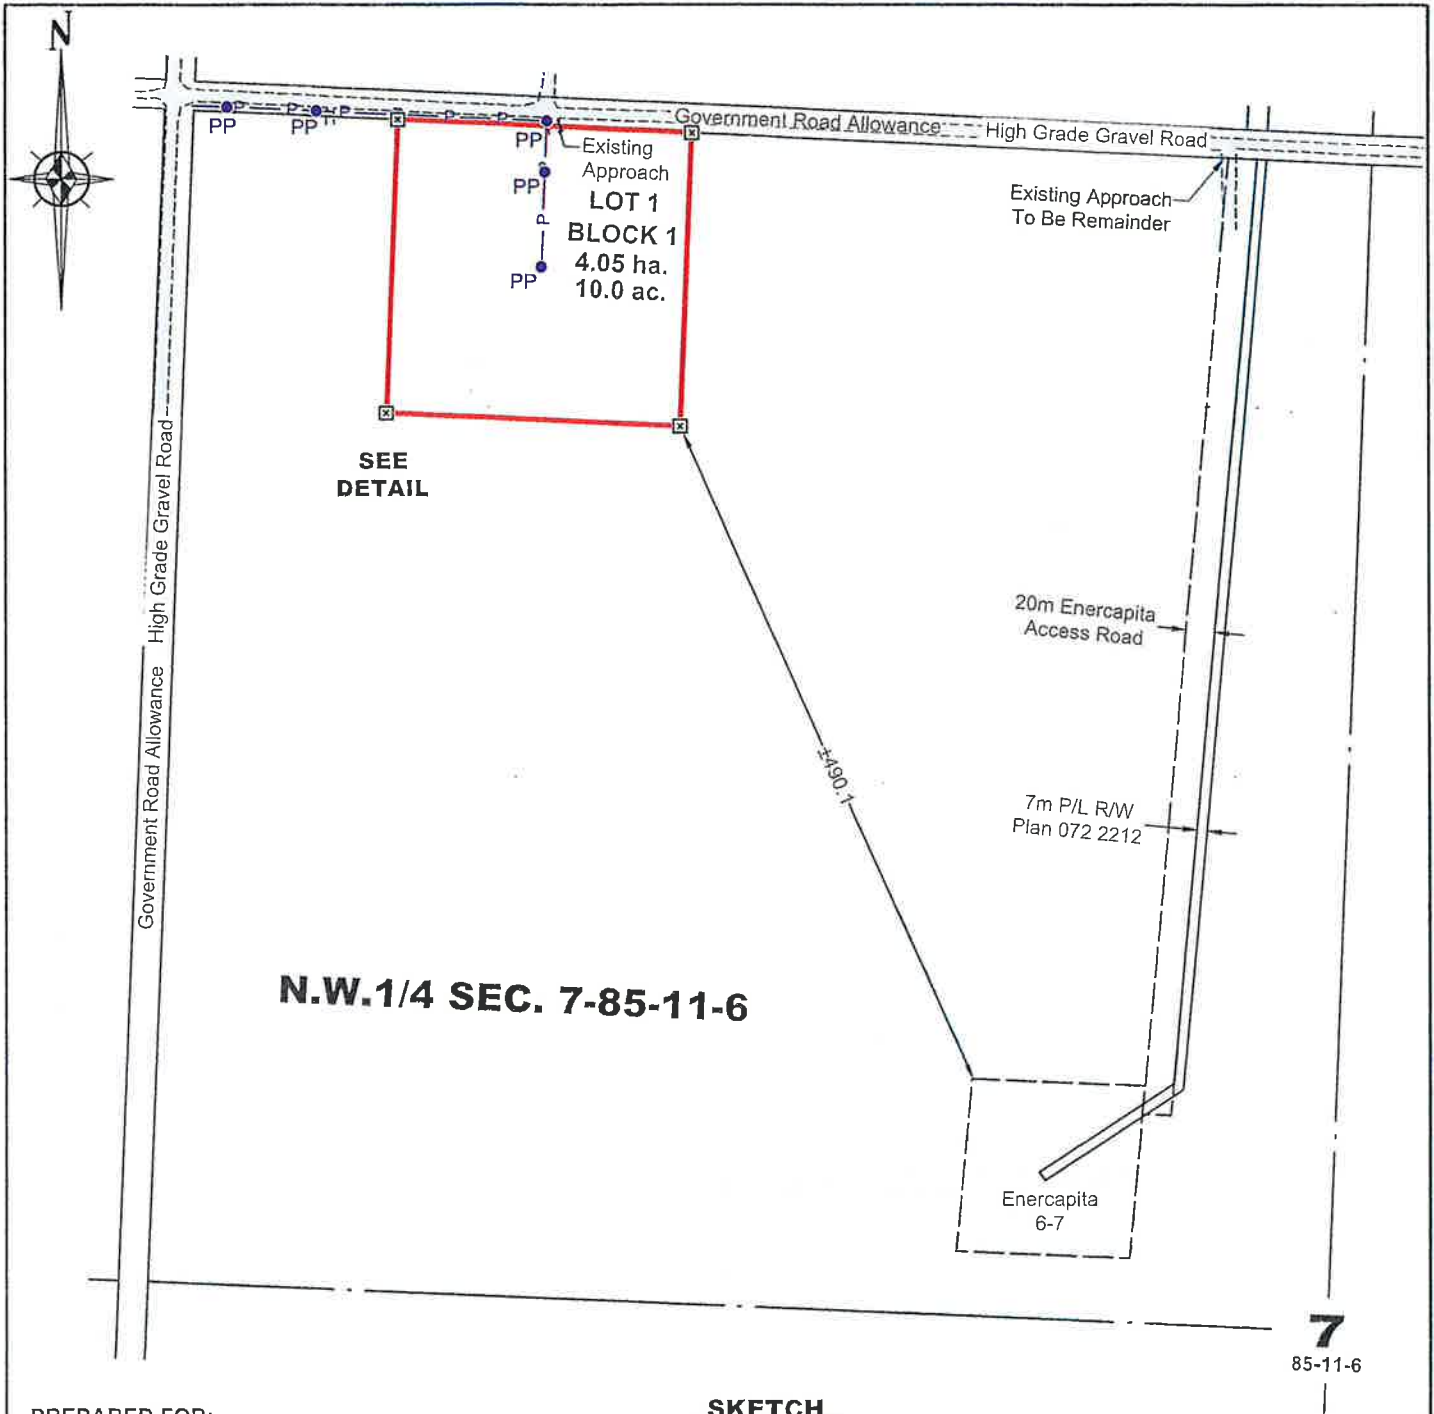 N
P P P P P
PP
PP
PP
Government Road Allowance
High Grade Gravel Road
Existing
Approach
PP
P
P
PP
LOT 1
BLOCK 1
4.05 ha.
10.0 ac.
Existing Approach
To Be Remainder
SEE
DETAIL
High Grade Gravel Road
Government Road Allowance
20m Enercapita
Access Road
±490.1
7m P/L R/W
Plan 072 2212
N.W.1/4 SEC. 7-85-11-6
Enercapita
6-7
7
85-11-6
PREPARED FOR:
SKETCH